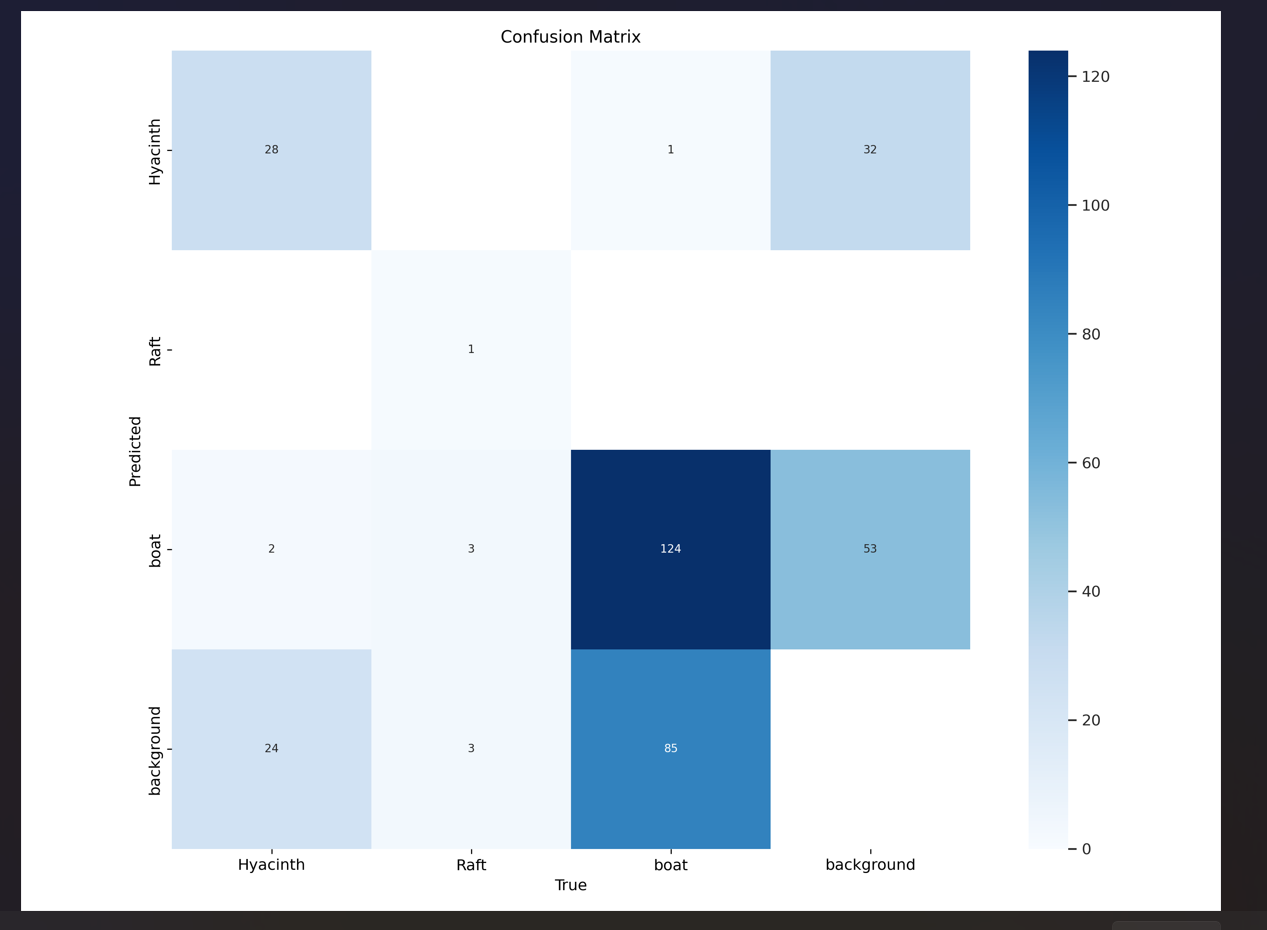 Confusion Matrix
Hyacinth
28
1
32
Raft
1
Predicted
boat
2
3
124
53
background
24
3
85
Hyacinth
Raft
boat
background
True
120
100
80
60
40
20
0